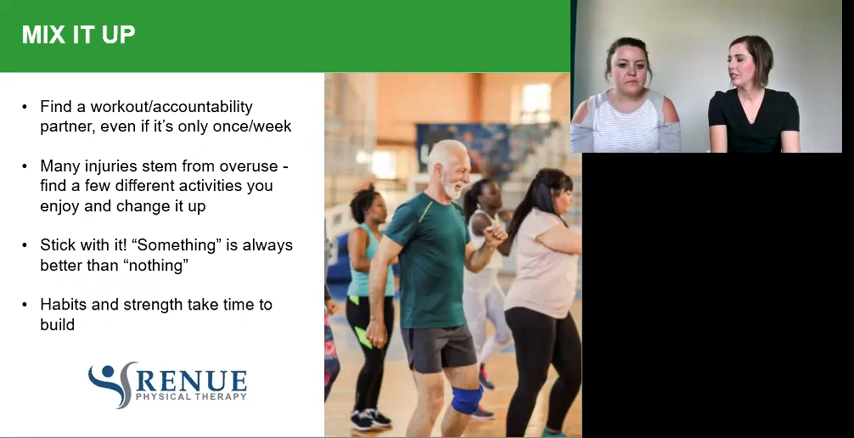 MIX IT UP
• Find a workout/accountability
partner, even if it's only once/week
• Many injuries stem from overuse -
find a few different activities you
enjoy and change it up
• Stick with it! “Something” is always
better than “nothing”
• Habits and strength take time to
build
RENUE
PHYSICAL THERAPY